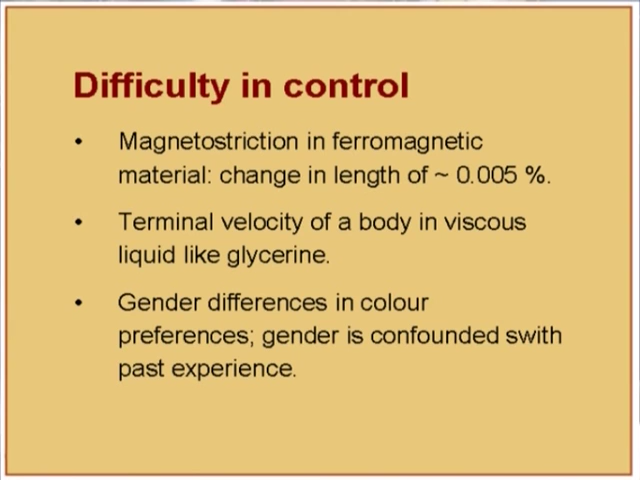 Difficulty in control
• Magnetostriction in ferromagnetic
material: change in length of ~ 0.005 %.
• Terminal velocity of a body in viscous
liquid like glycerine.
• Gender differences in colour
preferences; gender is confounded swith
past experience.